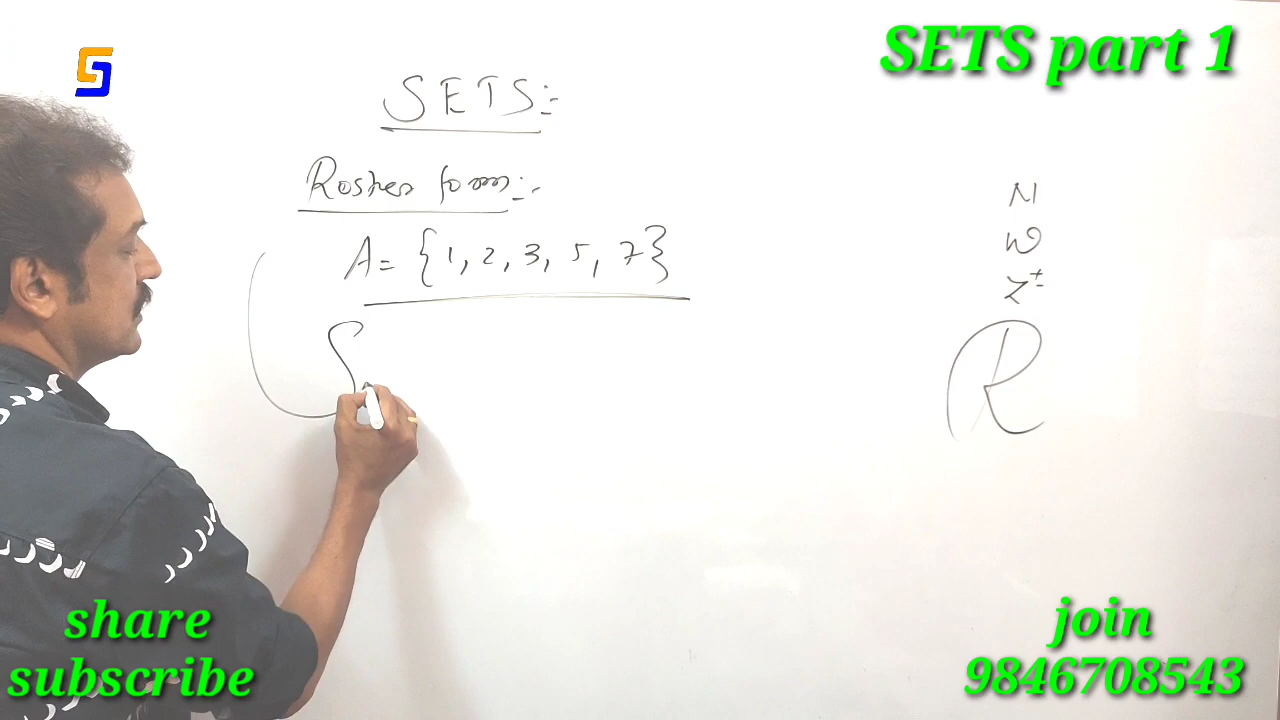 SETS part 1
SETS:-
Roster form:-
A = {1, 2, 3, 5, 7}
S
N
W
Z±
R
share
subscribe
join
9846708543